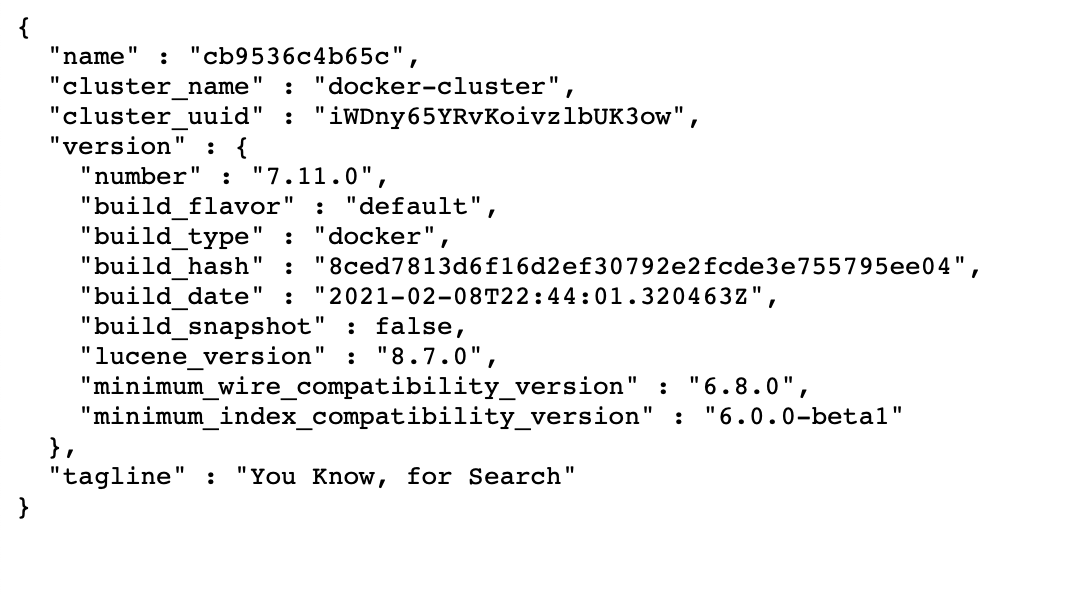 {
  "name" : "cb9536c4b65c",
  "cluster_name" : "docker-cluster",
  "cluster_uuid" : "iWDny65YRvKoivzlbUK3ow",
  "version" : {
    "number" : "7.11.0",
    "build_flavor" : "default",
    "build_type" : "docker",
    "build_hash" : "8ced7813d6f16d2ef30792e2fcde3e755795ee04",
    "build_date" : "2021-02-08T22:44:01.320463Z",
    "build_snapshot" : false,
    "lucene_version" : "8.7.0",
    "minimum_wire_compatibility_version" : "6.8.0",
    "minimum_index_compatibility_version" : "6.0.0-beta1"
  },
  "tagline" : "You Know, for Search"
}